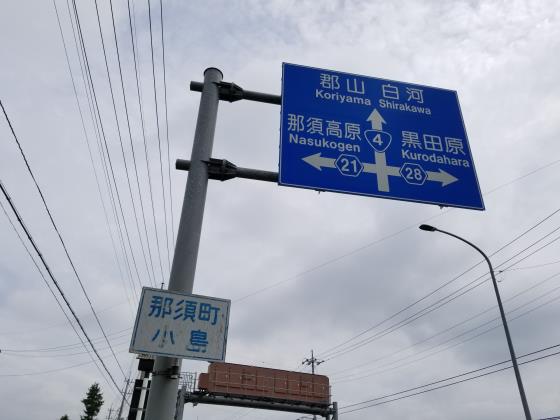 郡山 白河
Koriyama Shirakawa
那須高原
Nasukogen
4
黒田原
Kurodahara
21
28
那須町
小島